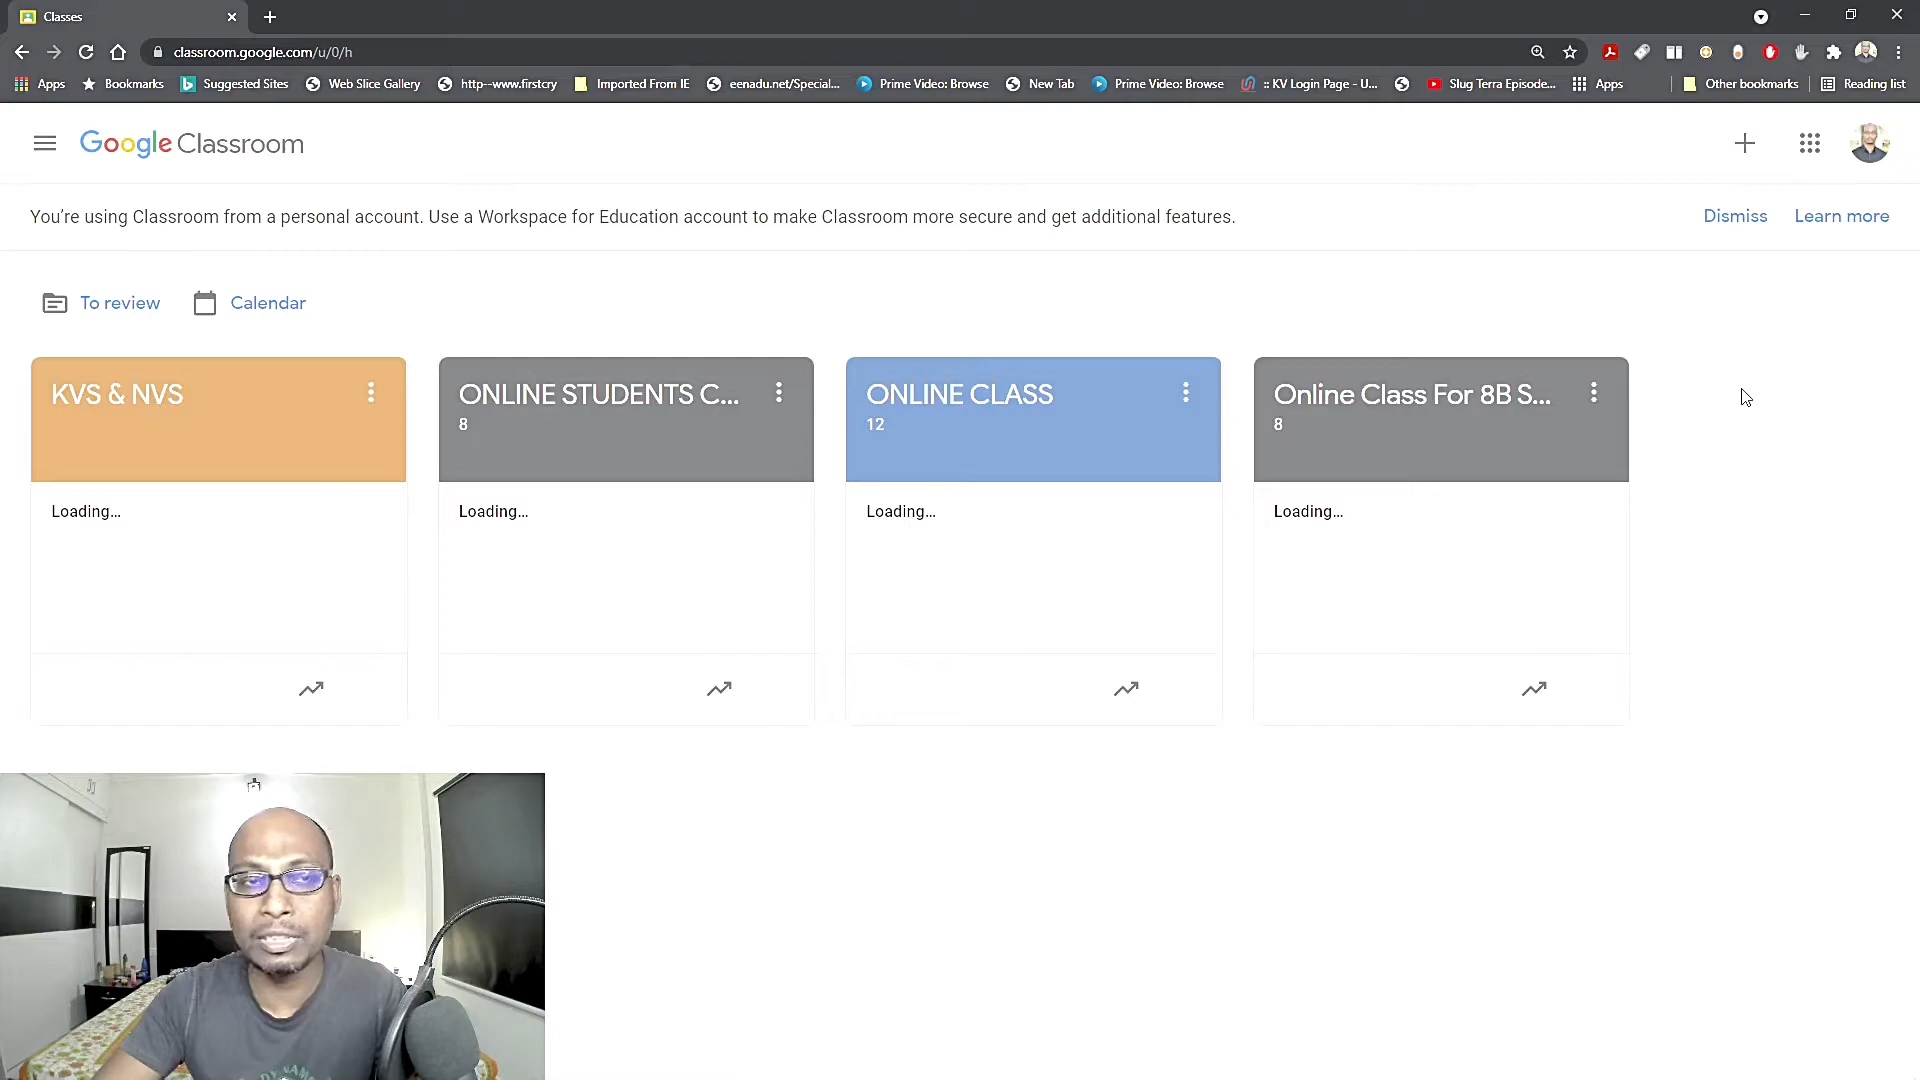 Classes
classroom.google.com/u/0/h
Apps Bookmarks Suggested Sites Web Slice Gallery http--www.firstcry Imported From IE eenadu.net/Special... Prime Video: Browse New Tab Prime Video: Browse :: KV Login Page - U... Slug Terra Episode... Apps Other bookmarks Reading list
Google Classroom
You’re using Classroom from a personal account. Use a Workspace for Education account to make Classroom more secure and get additional features. Dismiss Learn more
To review Calendar
KVS & NVS
Loading...
ONLINE STUDENTS C...
8
Loading...
ONLINE CLASS
12
Loading...
Online Class For 8B S...
8
Loading...